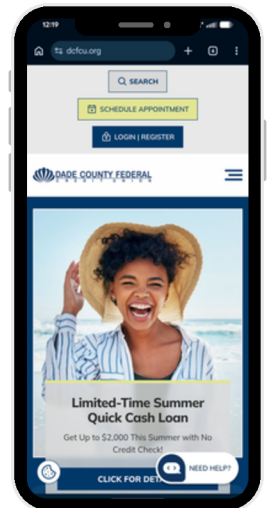 12:19
dcfcu.org
4
SEARCH
SCHEDULE APPOINTMENT
LOGIN | REGISTER
DADE COUNTY FEDERAL
CREDIT UNION
Limited-Time Summer
Quick Cash Loan
Get Up to $2,000 This Summer with No
Credit Check!
CLICK FOR DET
NEED HELP?